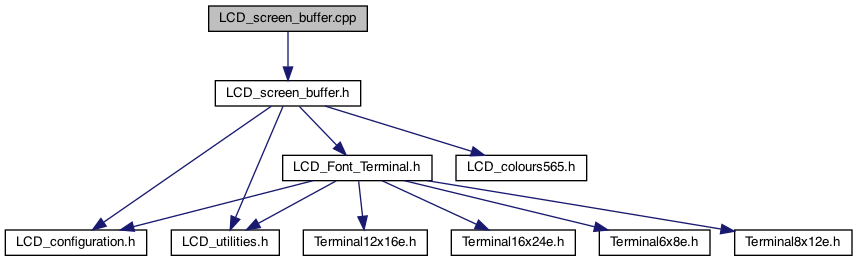 LCD_screen_buffer.cpp
LCD_screen_buffer.h
LCD_Font_Terminal.h
LCD_colours565.h
LCD_configuration.h
LCD_utilities.h
Terminal12x16e.h
Terminal16x24e.h
Terminal6x8e.h
Terminal8x12e.h